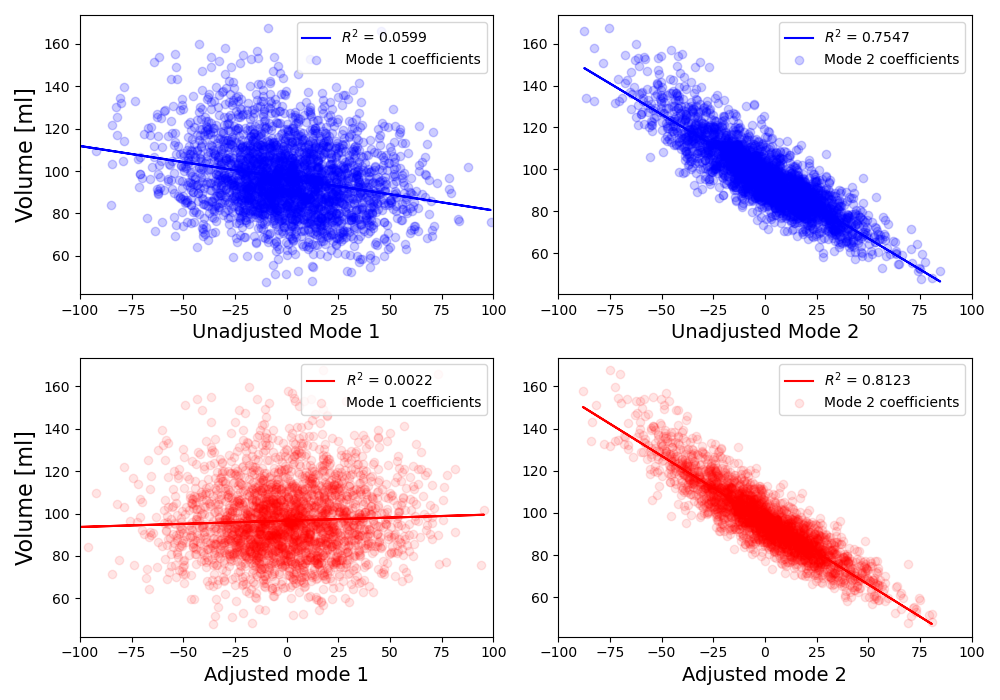 R² = 0.0599
Mode 1 coefficients
160
140
120
100
80
60
Volume [ml]
−100 −75 −50 −25 0 25 50 75 100
Unadjusted Mode 1
R² = 0.7547
Mode 2 coefficients
160
140
120
100
80
60
−100 −75 −50 −25 0 25 50 75 100
Unadjusted Mode 2
R² = 0.0022
Mode 1 coefficients
160
140
120
100
80
60
Volume [ml]
−100 −75 −50 −25 0 25 50 75 100
Adjusted mode 1
R² = 0.8123
Mode 2 coefficients
160
140
120
100
80
60
−100 −75 −50 −25 0 25 50 75 100
Adjusted mode 2